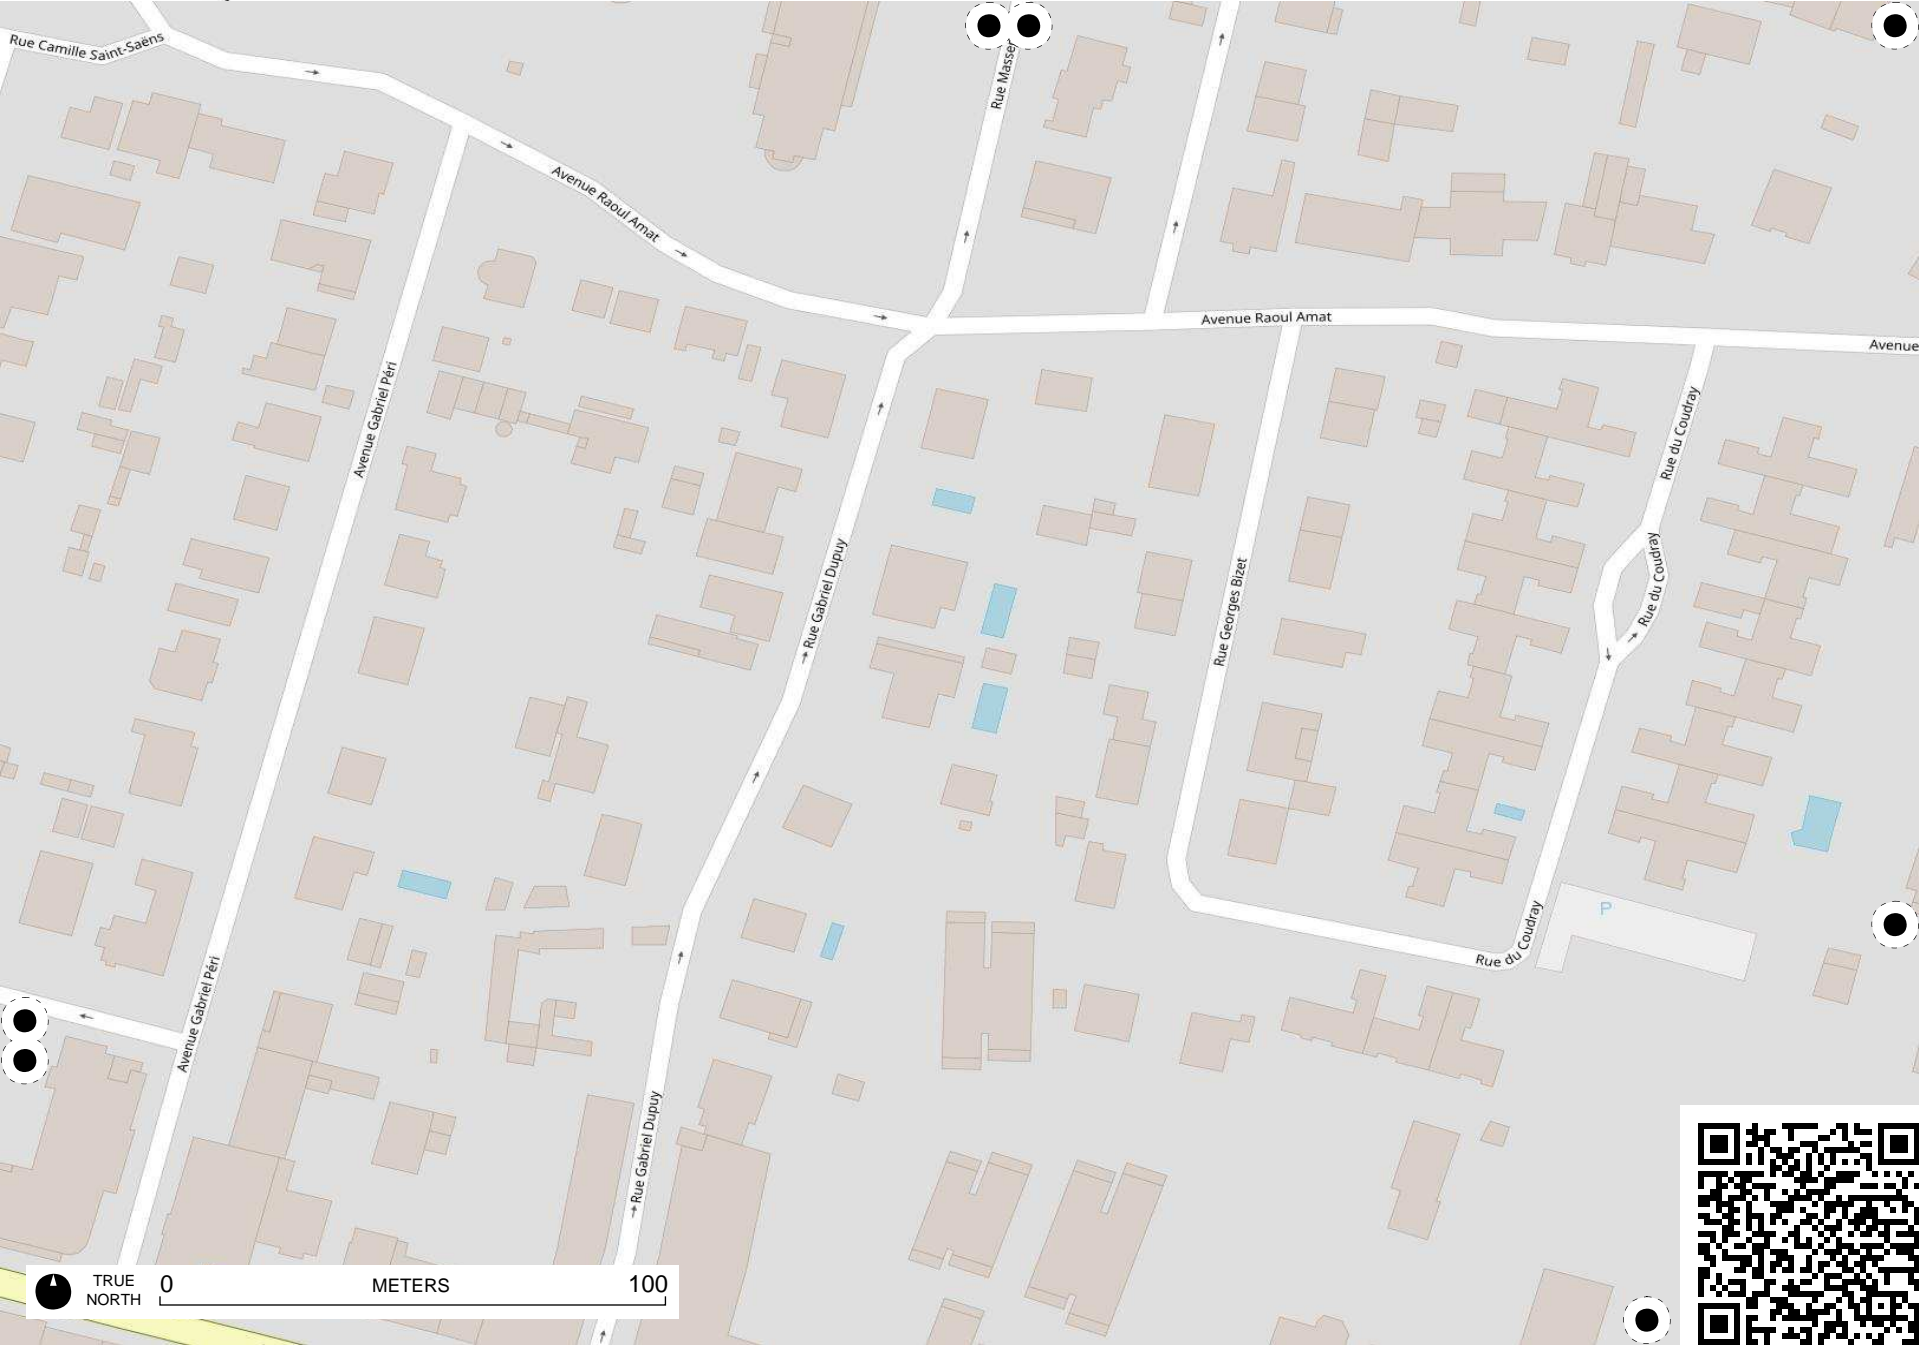 Rue Camille Saint-Saëns
Rue Masse
Avenue Raoul Amat
Avenue Raoul Amat
Avenue
Avenue Gabriel Péri
Rue du Coudray
Rue Gabriel Dupuy
Rue Georges Bizet
Rue du Coudray
Rue du Coudray
P
Avenue Gabriel Péri
Rue Gabriel Dupuy
TRUE
NORTH
0 METERS 100